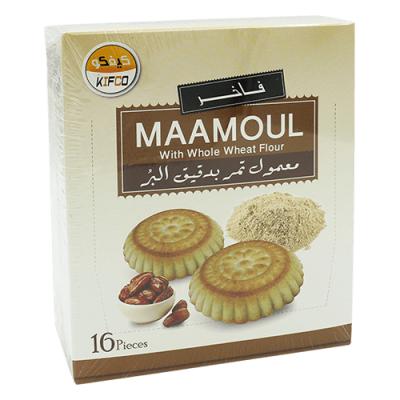 كيفكو
KIFCO
فاخر
MAAMOUL
With Whole Wheat Flour
معمول تمر بدقيق البُر
16 Pieces